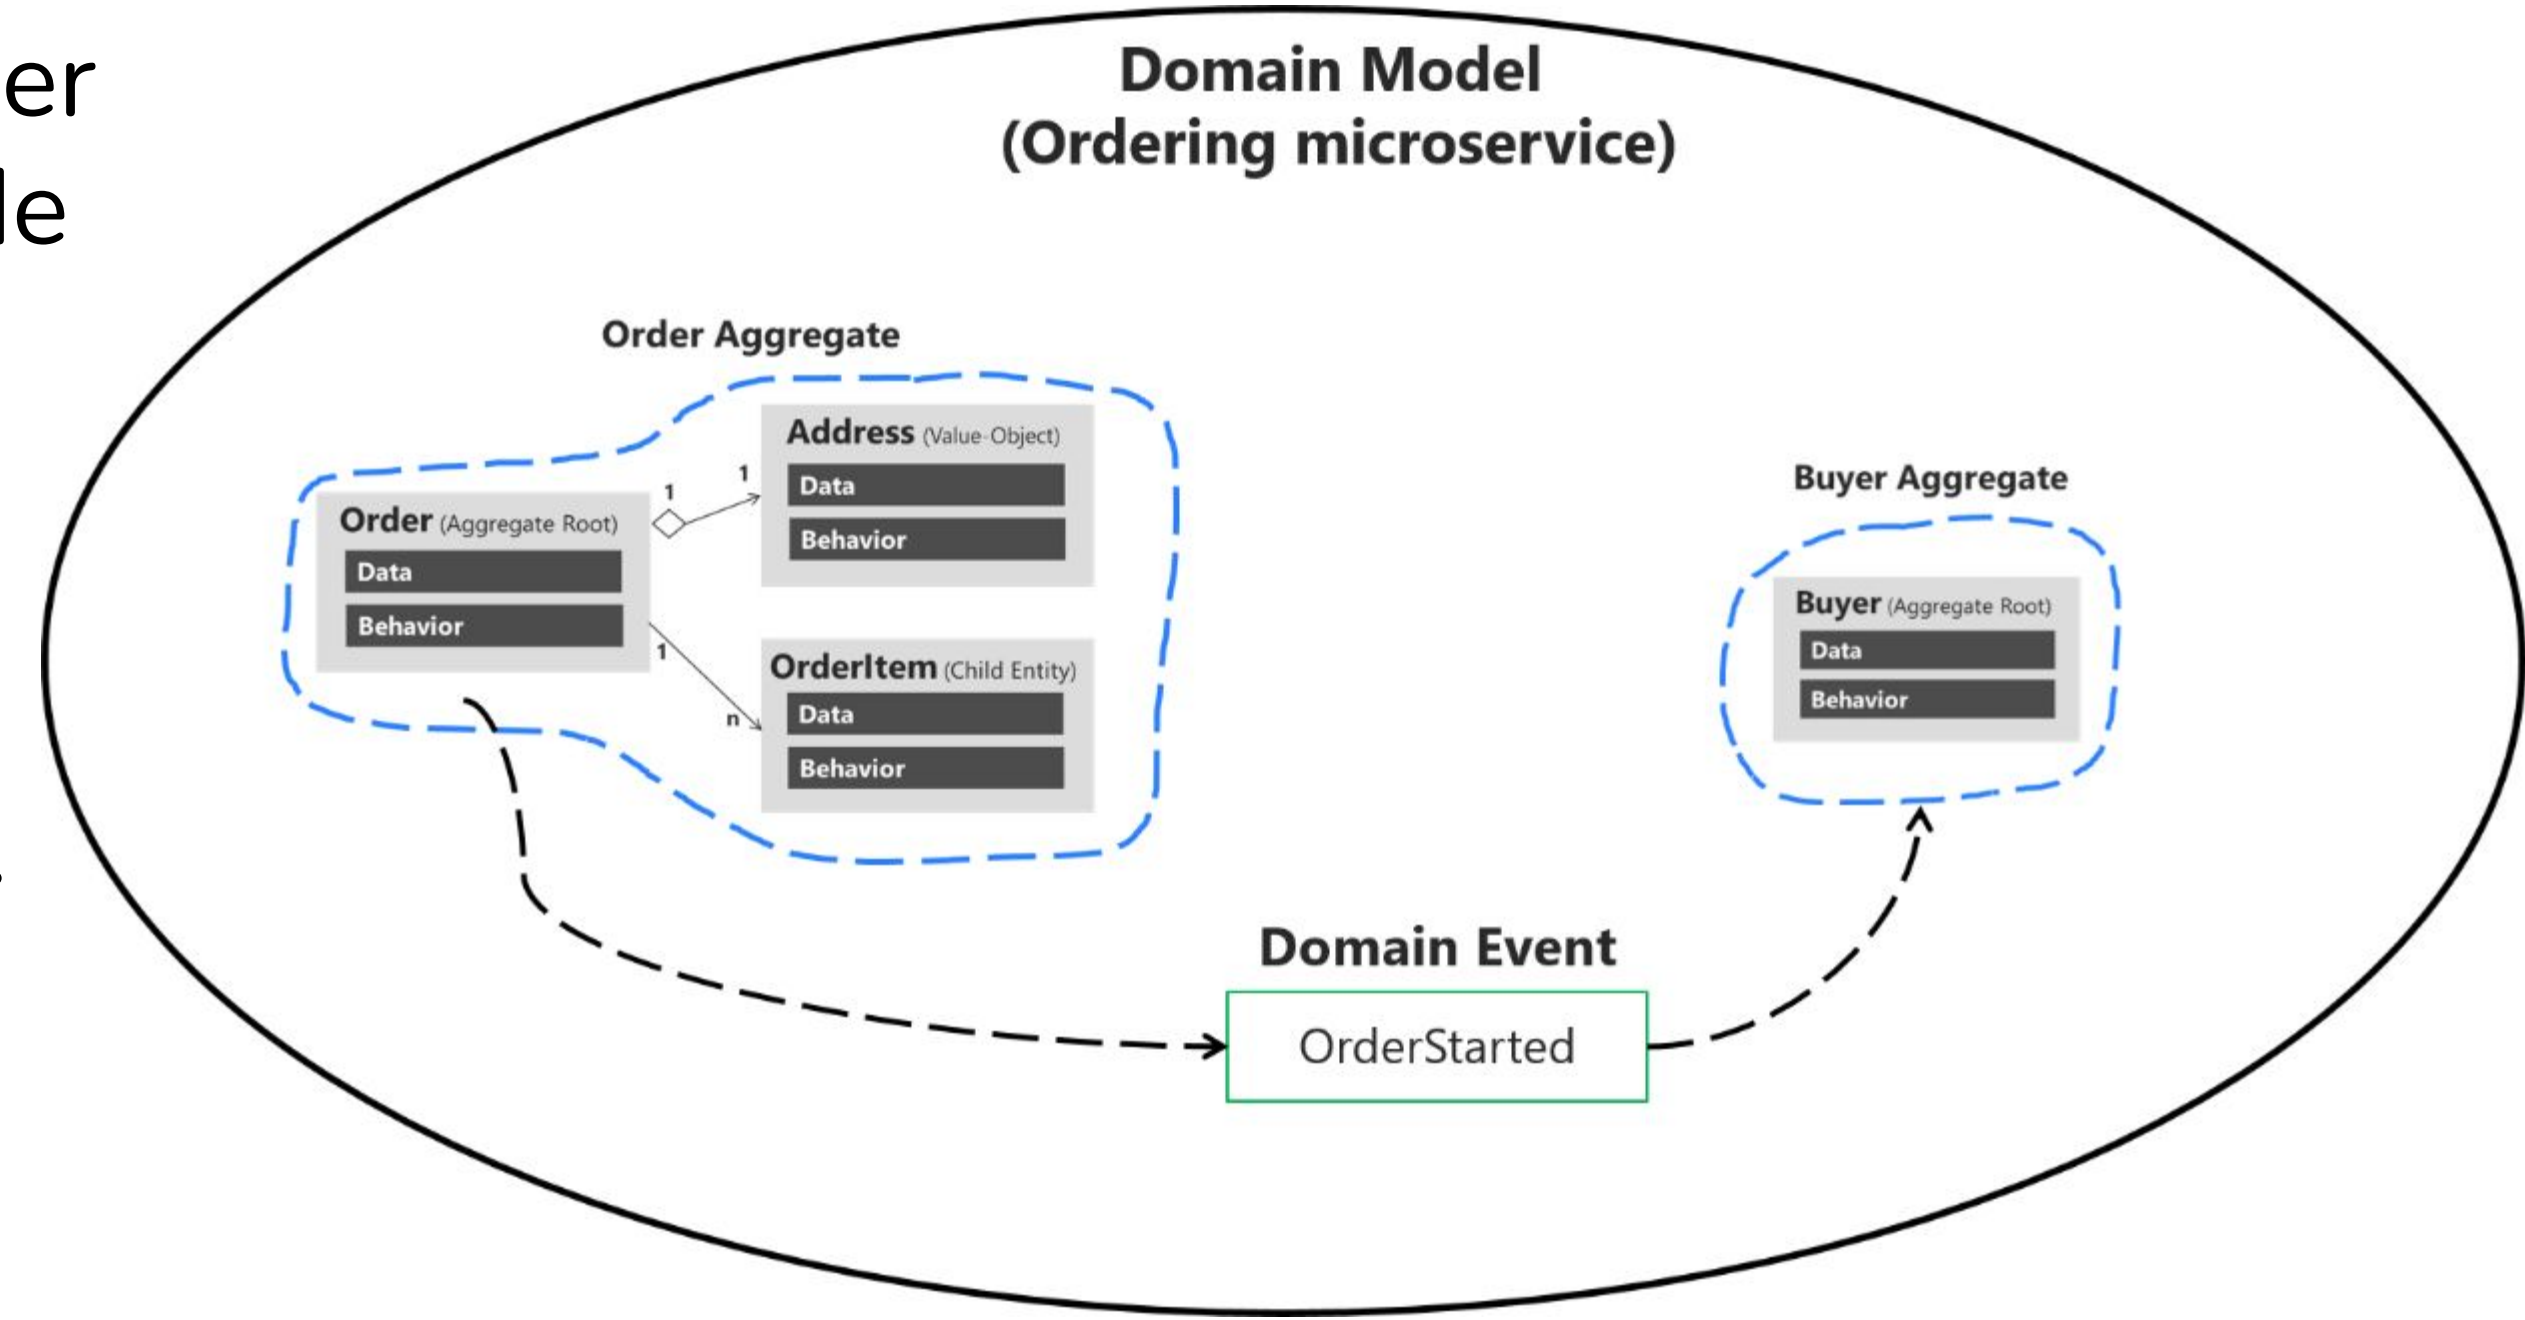 er
le
Domain Model
(Ordering microservice)
Order Aggregate
Address (Value-Object)
Data
Behavior
1
1
Order (Aggregate Root)
Data
Behavior
1
n
OrderItem (Child Entity)
Data
Behavior
Buyer Aggregate
Buyer (Aggregate Root)
Data
Behavior
Domain Event
OrderStarted